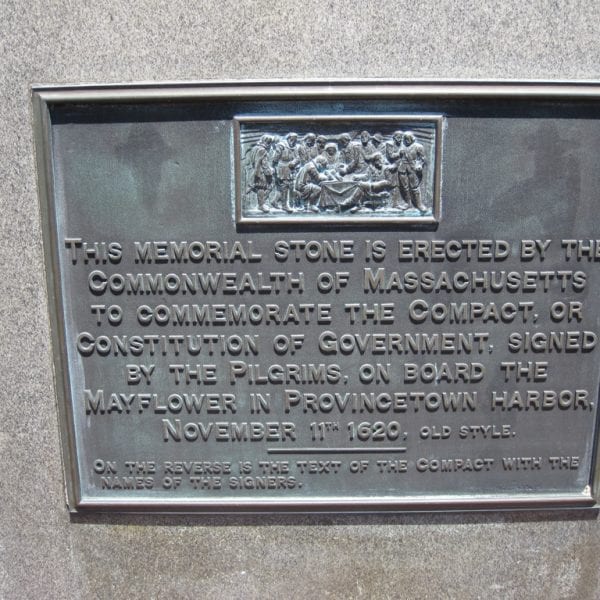 THIS MEMORIAL STONE IS ERECTED BY THE
COMMONWEALTH OF MASSACHUSETTS
TO COMMEMORATE THE COMPACT, OR
CONSTITUTION OF GOVERNMENT, SIGNED
BY THE PILGRIMS, ON BOARD THE
MAYFLOWER IN PROVINCETOWN HARBOR,
NOVEMBER 11TH 1620, OLD STYLE.
ON THE REVERSE IS THE TEXT OF THE COMPACT WITH THE
NAMES OF THE SIGNERS.